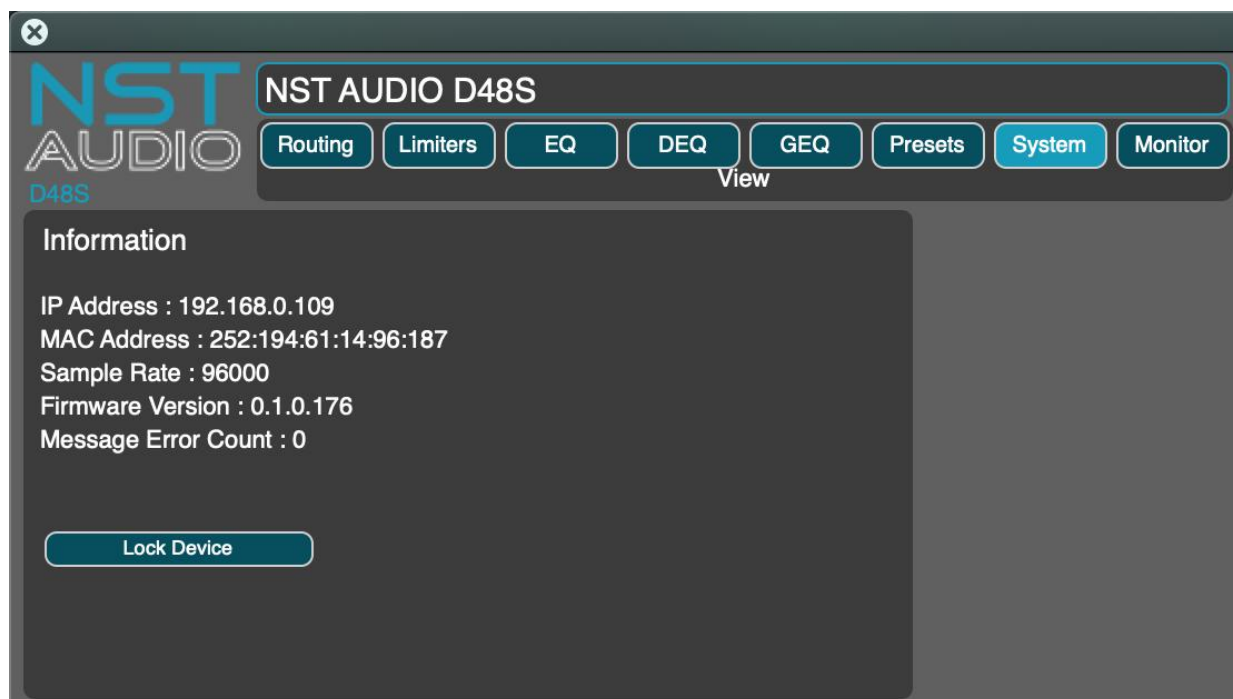 NST
AUDIO
D48S
NST AUDIO D48S
Routing Limiters EQ DEQ GEQ Presets System Monitor
View
Information
IP Address : 192.168.0.109
MAC Address : 252:194:61:14:96:187
Sample Rate : 96000
Firmware Version : 0.1.0.176
Message Error Count : 0
Lock Device